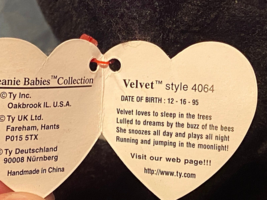 Beanie Babies™ Collection
© Ty Inc.
Oakbrook IL. U.S.A.
© Ty UK Ltd.
Fareham, Hants
P015 5TX
© Ty Deutschland
90008 Nürnberg
Handmade in China
Velvet™ style 4064
DATE OF BIRTH : 12 - 16 - 95
Velvet loves to sleep in the trees
Lulled to dreams by the buzz of the bees
She snoozes all day and plays all night
Running and jumping in the moonlight!
Visit our web page!!!
http://www.ty.com